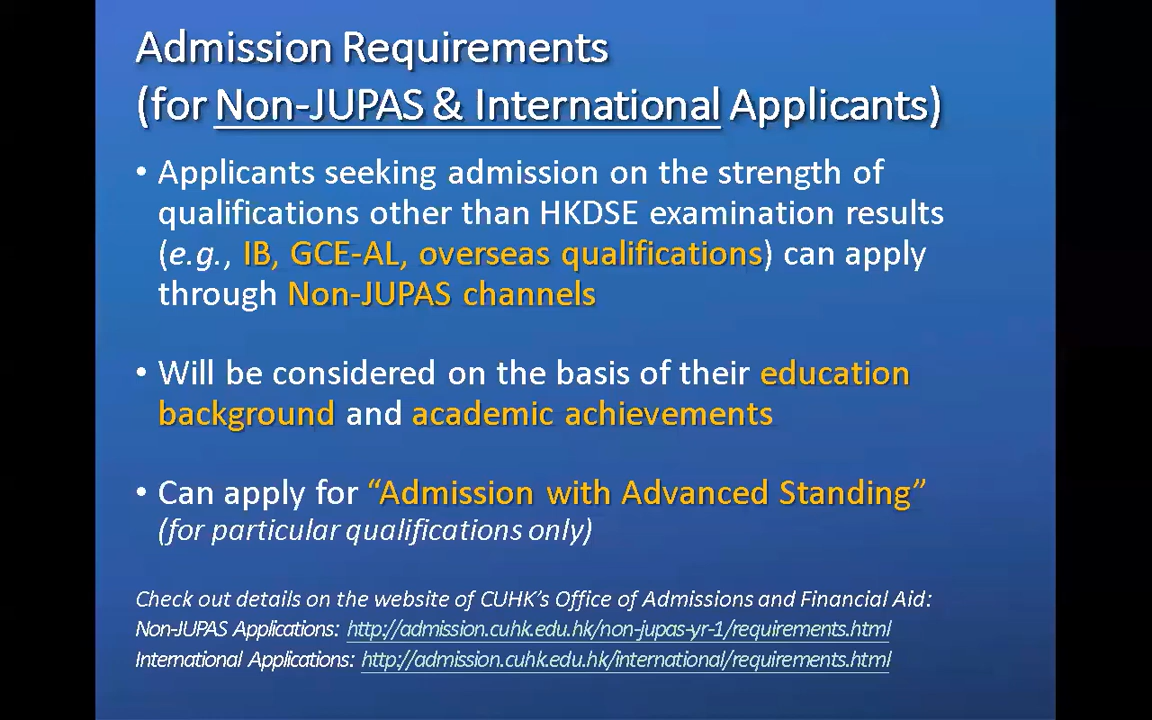 Admission Requirements
(for Non-JUPAS & International Applicants)
• Applicants seeking admission on the strength of
qualifications other than HKDSE examination results
(e.g., IB, GCE-AL, overseas qualifications) can apply
through Non-JUPAS channels
• Will be considered on the basis of their education
background and academic achievements
• Can apply for “Admission with Advanced Standing”
(for particular qualifications only)
Check out details on the website of CUHK’s Office of Admissions and Financial Aid:
Non-JUPAS Applications: http://admission.cuhk.edu.hk/non-jupas-yr-1/requirements.html
International Applications: http://admission.cuhk.edu.hk/international/requirements.html